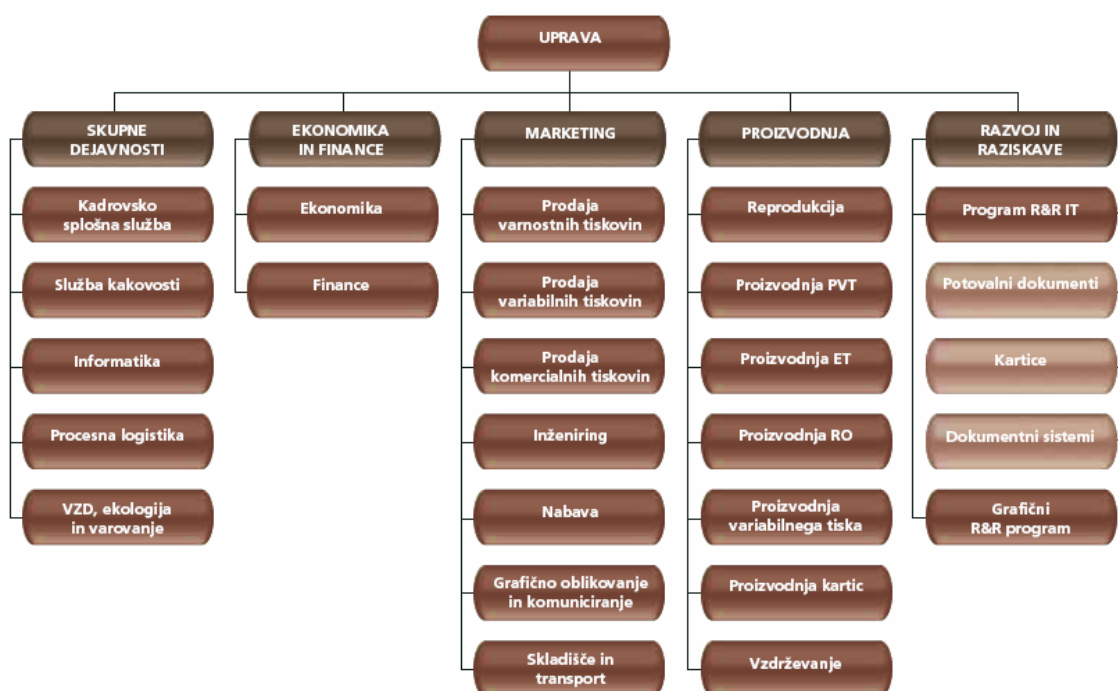 UPRAVA
SKUPNE
DEJAVNOSTI
Kadrovsko
splošna služba
Služba kakovosti
Informatika
Procesna logistika
VZD, ekologija
in varovanje
EKONOMIKA
IN FINANCE
Ekonomika
Finance
MARKETING
Prodaja
varnostnih tiskovin
Prodaja
variabilnih tiskovin
Prodaja
komercialnih tiskovin
Inženiring
Nabava
Grafično oblikovanje
in komuniciranje
Skladišče in
transport
PROIZVODNJA
Reprodukcija
Proizvodnja PVT
Proizvodnja ET
Proizvodnja RO
Proizvodnja
variabilnega tiska
Proizvodnja kartic
Vzdrževanje
RAZVOJ IN
RAZISKAVE
Program R&R IT
Potovalni dokumenti
Kartice
Dokumentni sistemi
Grafični
R&R program